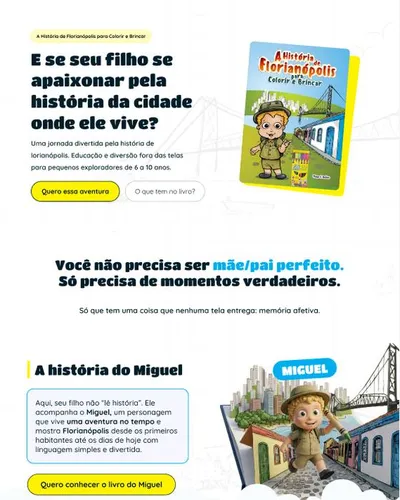 A História de Florianópolis para Colorir e Brincar
E se seu filho se
apaixonar pela
história da cidade
onde ele vive?
Uma jornada divertida pela história de
lorianópolis. Educação e diversão fora das telas
para pequenos exploradores de 6 a 10 anos.
Quero essa aventura
O que tem no livro?
A História
de
Florianópolis
para
Colorir e Brincar
Você não precisa ser mãe/pai perfeito.
Só precisa de momentos verdadeiros.
Só que tem uma coisa que nenhuma tela entrega: memória afetiva.
A história do Miguel
Aqui, seu filho não "lê história". Ele
acompanha o Miguel, um personagem
que vive uma aventura no tempo e
mostra Florianópolis desde os primeiros
habitantes até os dias de hoje com
linguagem simples e divertida.
Quero conhecer o livro do Miguel
MIGUEL